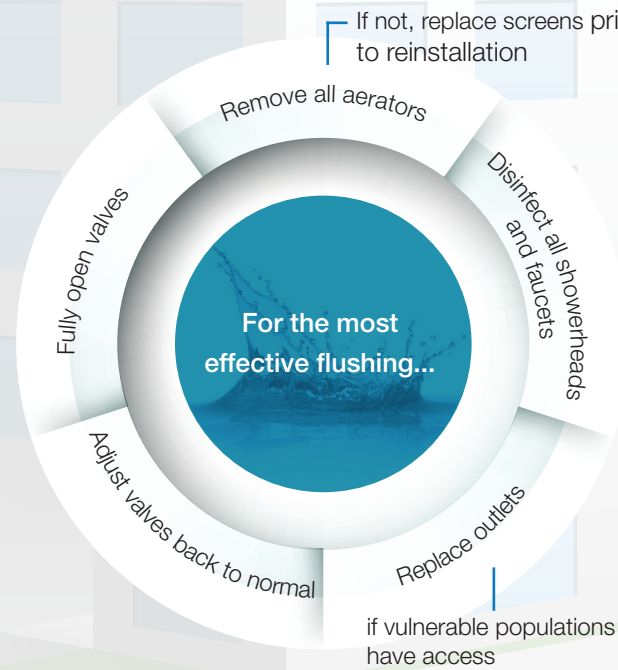 If not, replace screens pri
to reinstallation
Remove all aerators
Disinfect all showerheads
and faucets
Replace outlets
if vulnerable populations
have access
Adjust valves back to normal
Fully open valves
For the most
effective flushing...